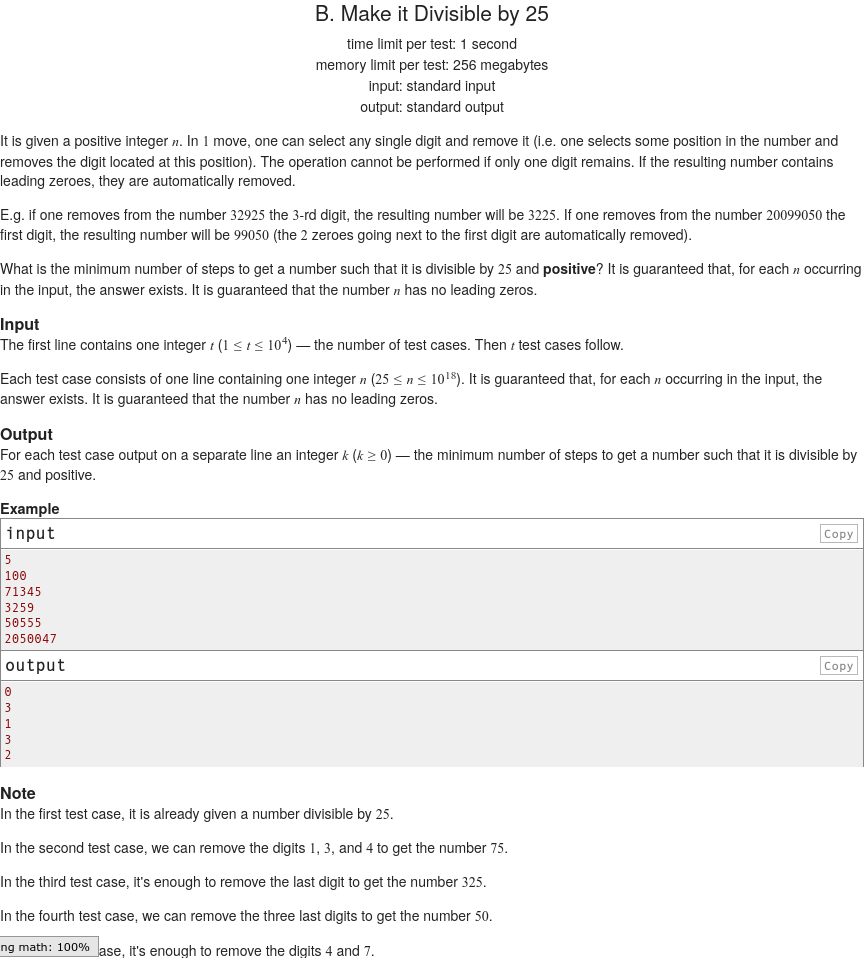 B. Make it Divisible by 25
time limit per test: 1 second
memory limit per test: 256 megabytes
input: standard input
output: standard output
It is given a positive integer n. In 1 move, one can select any single digit and remove it (i.e. one selects some position in the number and
removes the digit located at this position). The operation cannot be performed if only one digit remains. If the resulting number contains
leading zeroes, they are automatically removed.
E.g. if one removes from the number 32925 the 3-rd digit, the resulting number will be 3225. If one removes from the number 20099050 the
first digit, the resulting number will be 99050 (the 2 zeroes going next to the first digit are automatically removed).
What is the minimum number of steps to get a number such that it is divisible by 25 and positive? It is guaranteed that, for each n occurring
in the input, the answer exists. It is guaranteed that the number n has no leading zeros.
Input
The first line contains one integer t (1 ≤ t ≤ 10⁴) — the number of test cases. Then t test cases follow.
Each test case consists of one line containing one integer n (25 ≤ n ≤ 10¹⁸). It is guaranteed that, for each n occurring in the input, the
answer exists. It is guaranteed that the number n has no leading zeros.
Output
For each test case output on a separate line an integer k (k ≥ 0) — the minimum number of steps to get a number such that it is divisible by
25 and positive.
Example
input Copy
5
100
71345
3259
50555
2050047
output Copy
0
3
1
3
2
Note
In the first test case, it is already given a number divisible by 25.
In the second test case, we can remove the digits 1, 3, and 4 to get the number 75.
In the third test case, it's enough to remove the last digit to get the number 325.
In the fourth test case, we can remove the three last digits to get the number 50.
ng math: 100% ase, it's enough to remove the digits 4 and 7.